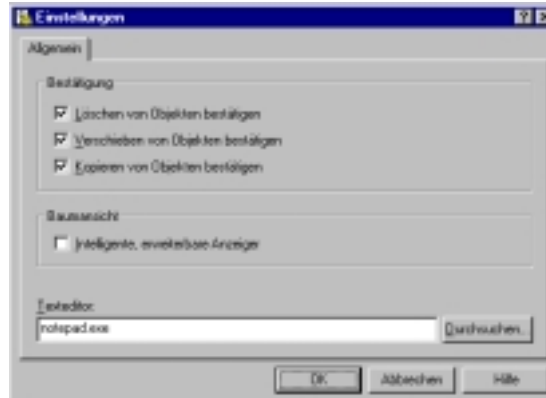 Einstellungen
Allgemein
Bestätigung
Löschen von Objekten bestätigen
Verschieben von Objekten bestätigen
Kopieren von Objekten bestätigen
Baumansicht
Intelligente, erweiterbare Anzeiger
Texteditor:
notepad.exe
Durchsuchen...
OK
Abbrechen
Hilfe